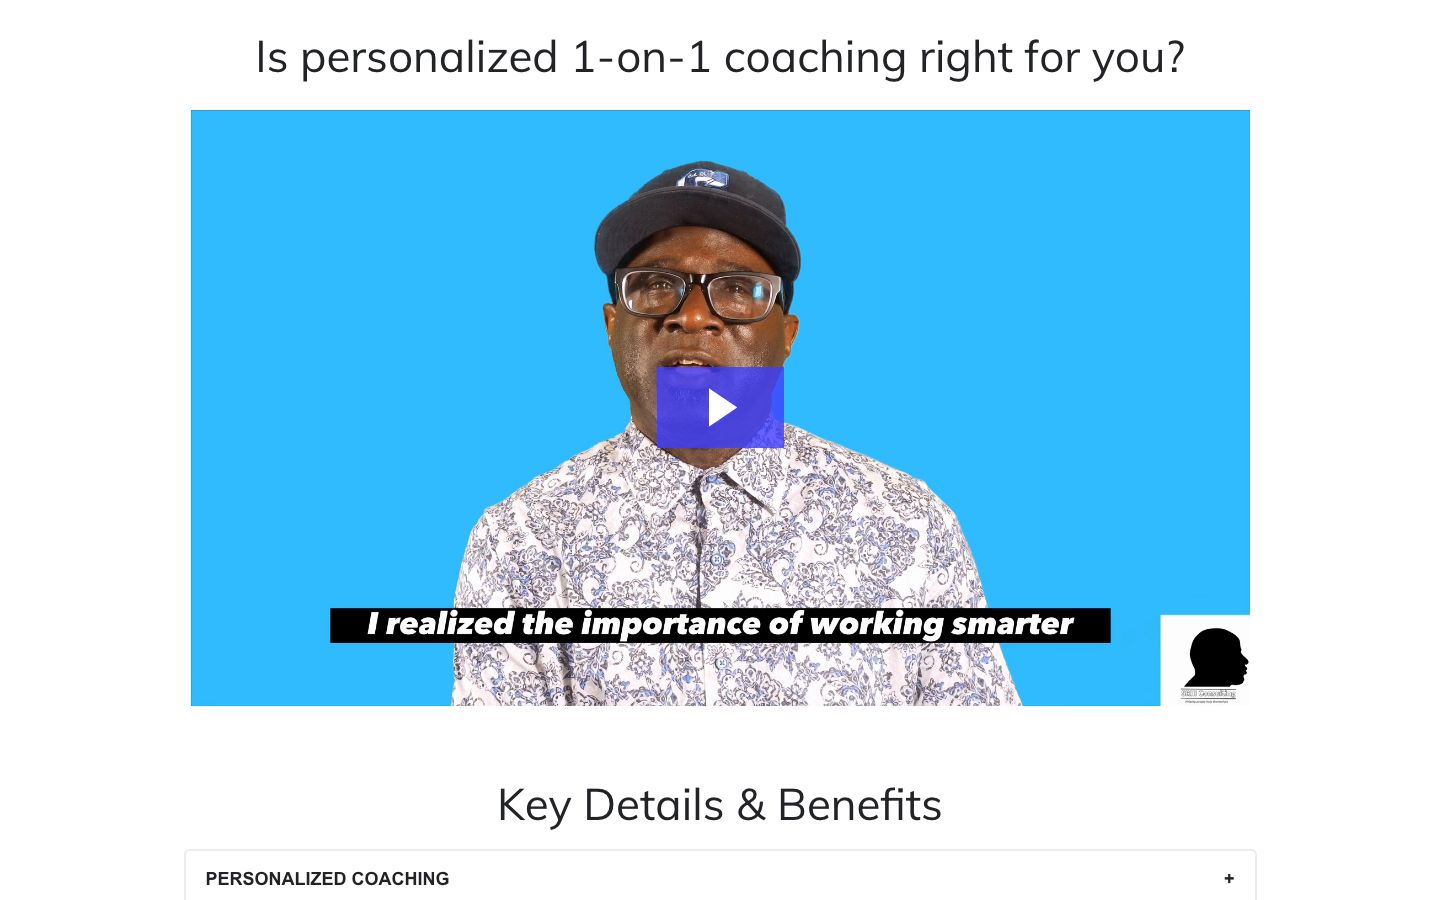 Is personalized 1-on-1 coaching right for you?
I realized the importance of working smarter
Consulting
Key Details & Benefits
PERSONALIZED COACHING +